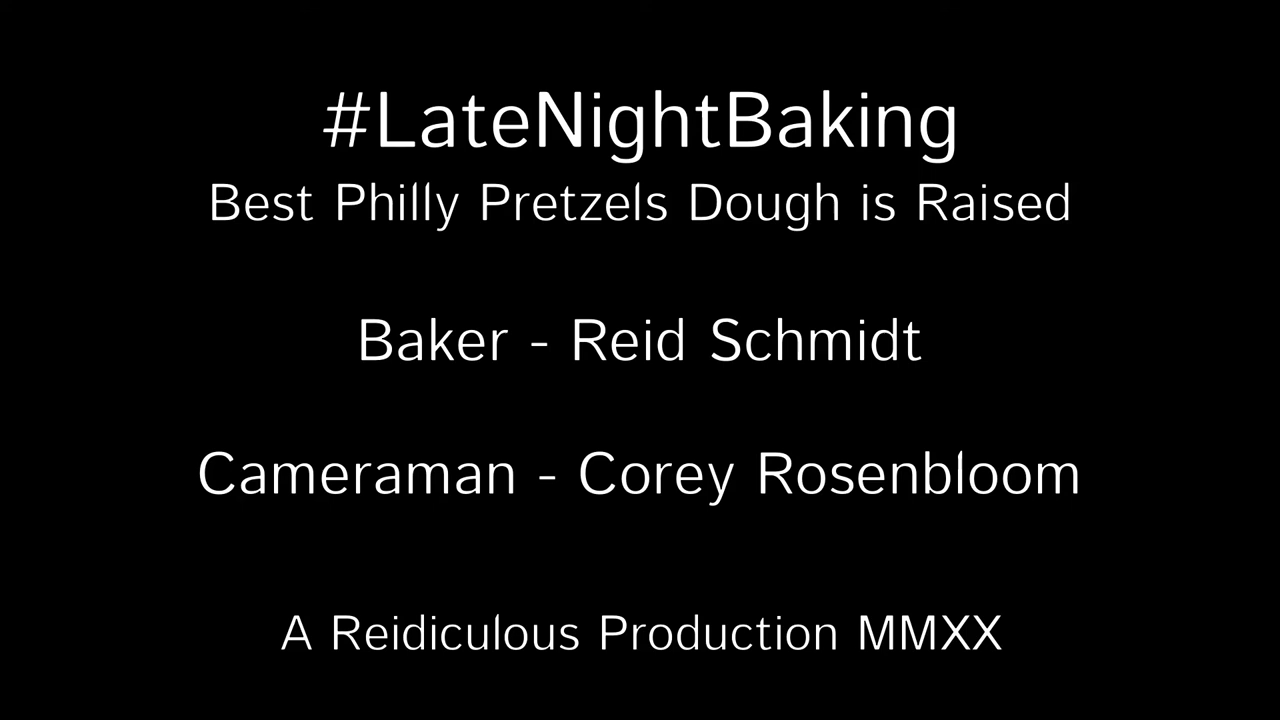 #LateNightBaking
Best Philly Pretzels Dough is Raised
Baker - Reid Schmidt
Cameraman - Corey Rosenbloom
A Reidiculous Production MMXX